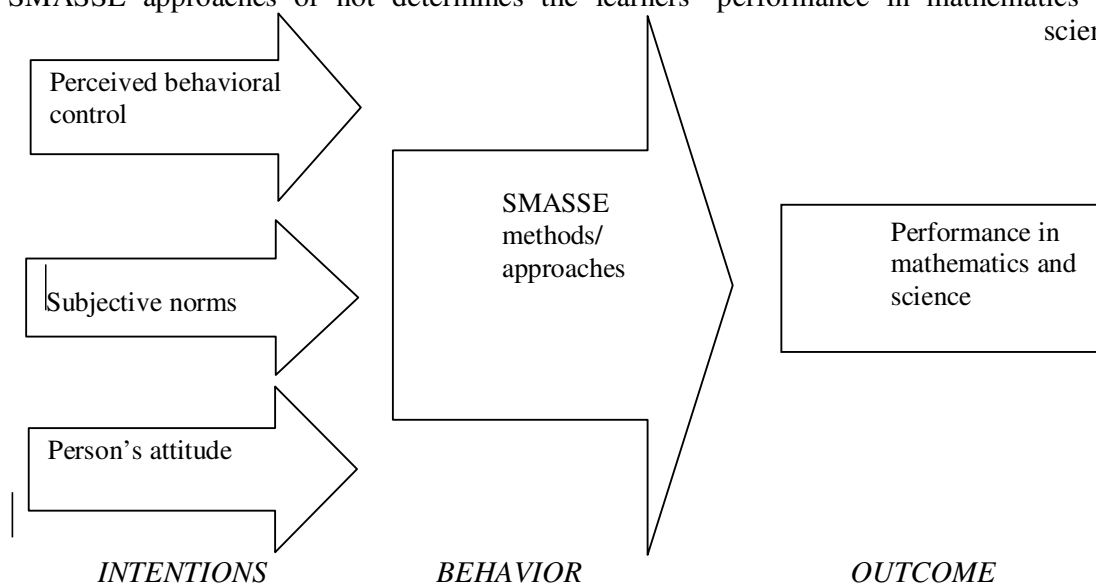 SMASSE approaches or not determines the learners' performance in mathematics
Perceived behavioral
control
Subjective norms
Person's attitude
SMASSE
methods/
approaches
Performance in
mathematics and
science
INTENTIONS BEHAVIOR OUTCOME